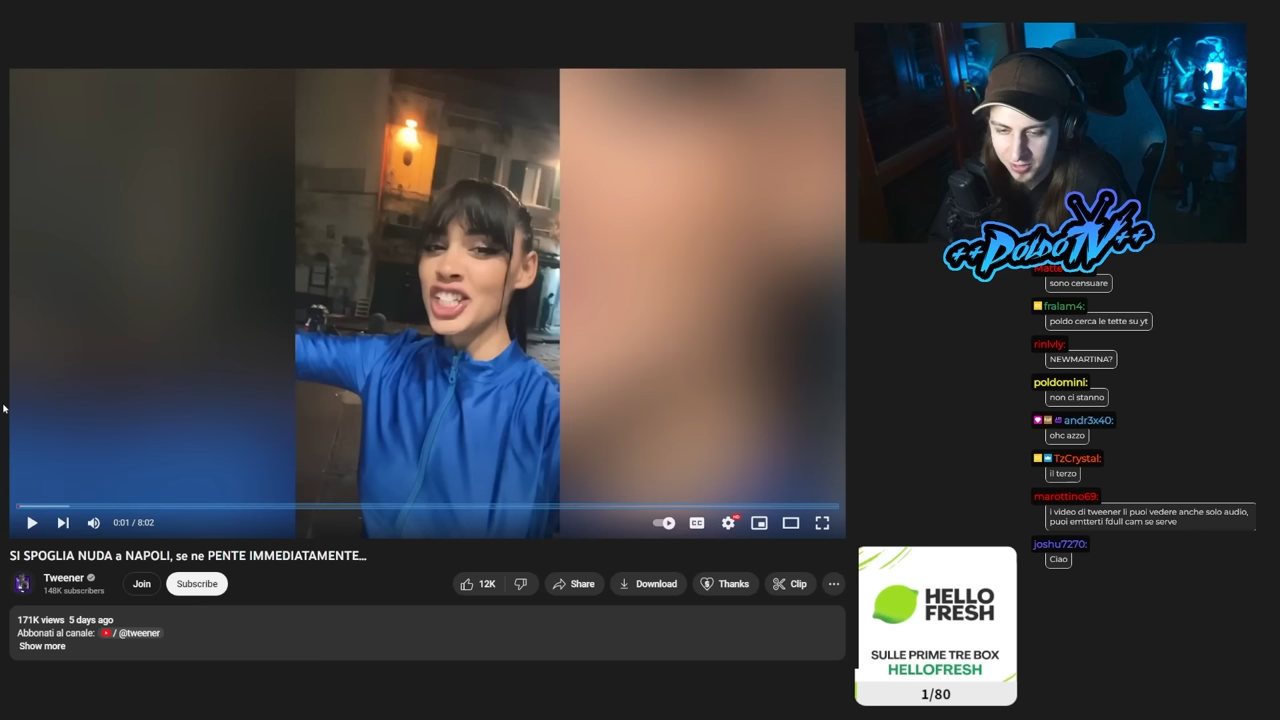 0:01 / 8:02
CC
HD
SI SPOGLIA NUDA a NAPOLI, se ne PENTE IMMEDIATAMENTE...
Tweener
148K subscribers
Join
Subscribe
12K
Share
Download
Thanks
Clip
171K views 5 days ago
Abbonati al canale: / @tweener
Show more
++POLDOTV++
Matte
sono censuare
fralam4:
poldo cerca le tette su yt
rinlvly:
NEWMARTINA?
poldomini:
non ci stanno
andr3x40:
ohc azzo
TzCrystal:
il terzo
marottino69:
i video di tweener li puoi vedere anche solo audio,
puoi emtterti fdull cam se serve
joshu7270:
Ciao
HELLO
FRESH
SULLE PRIME TRE BOX
HELLOFRESH
1/80